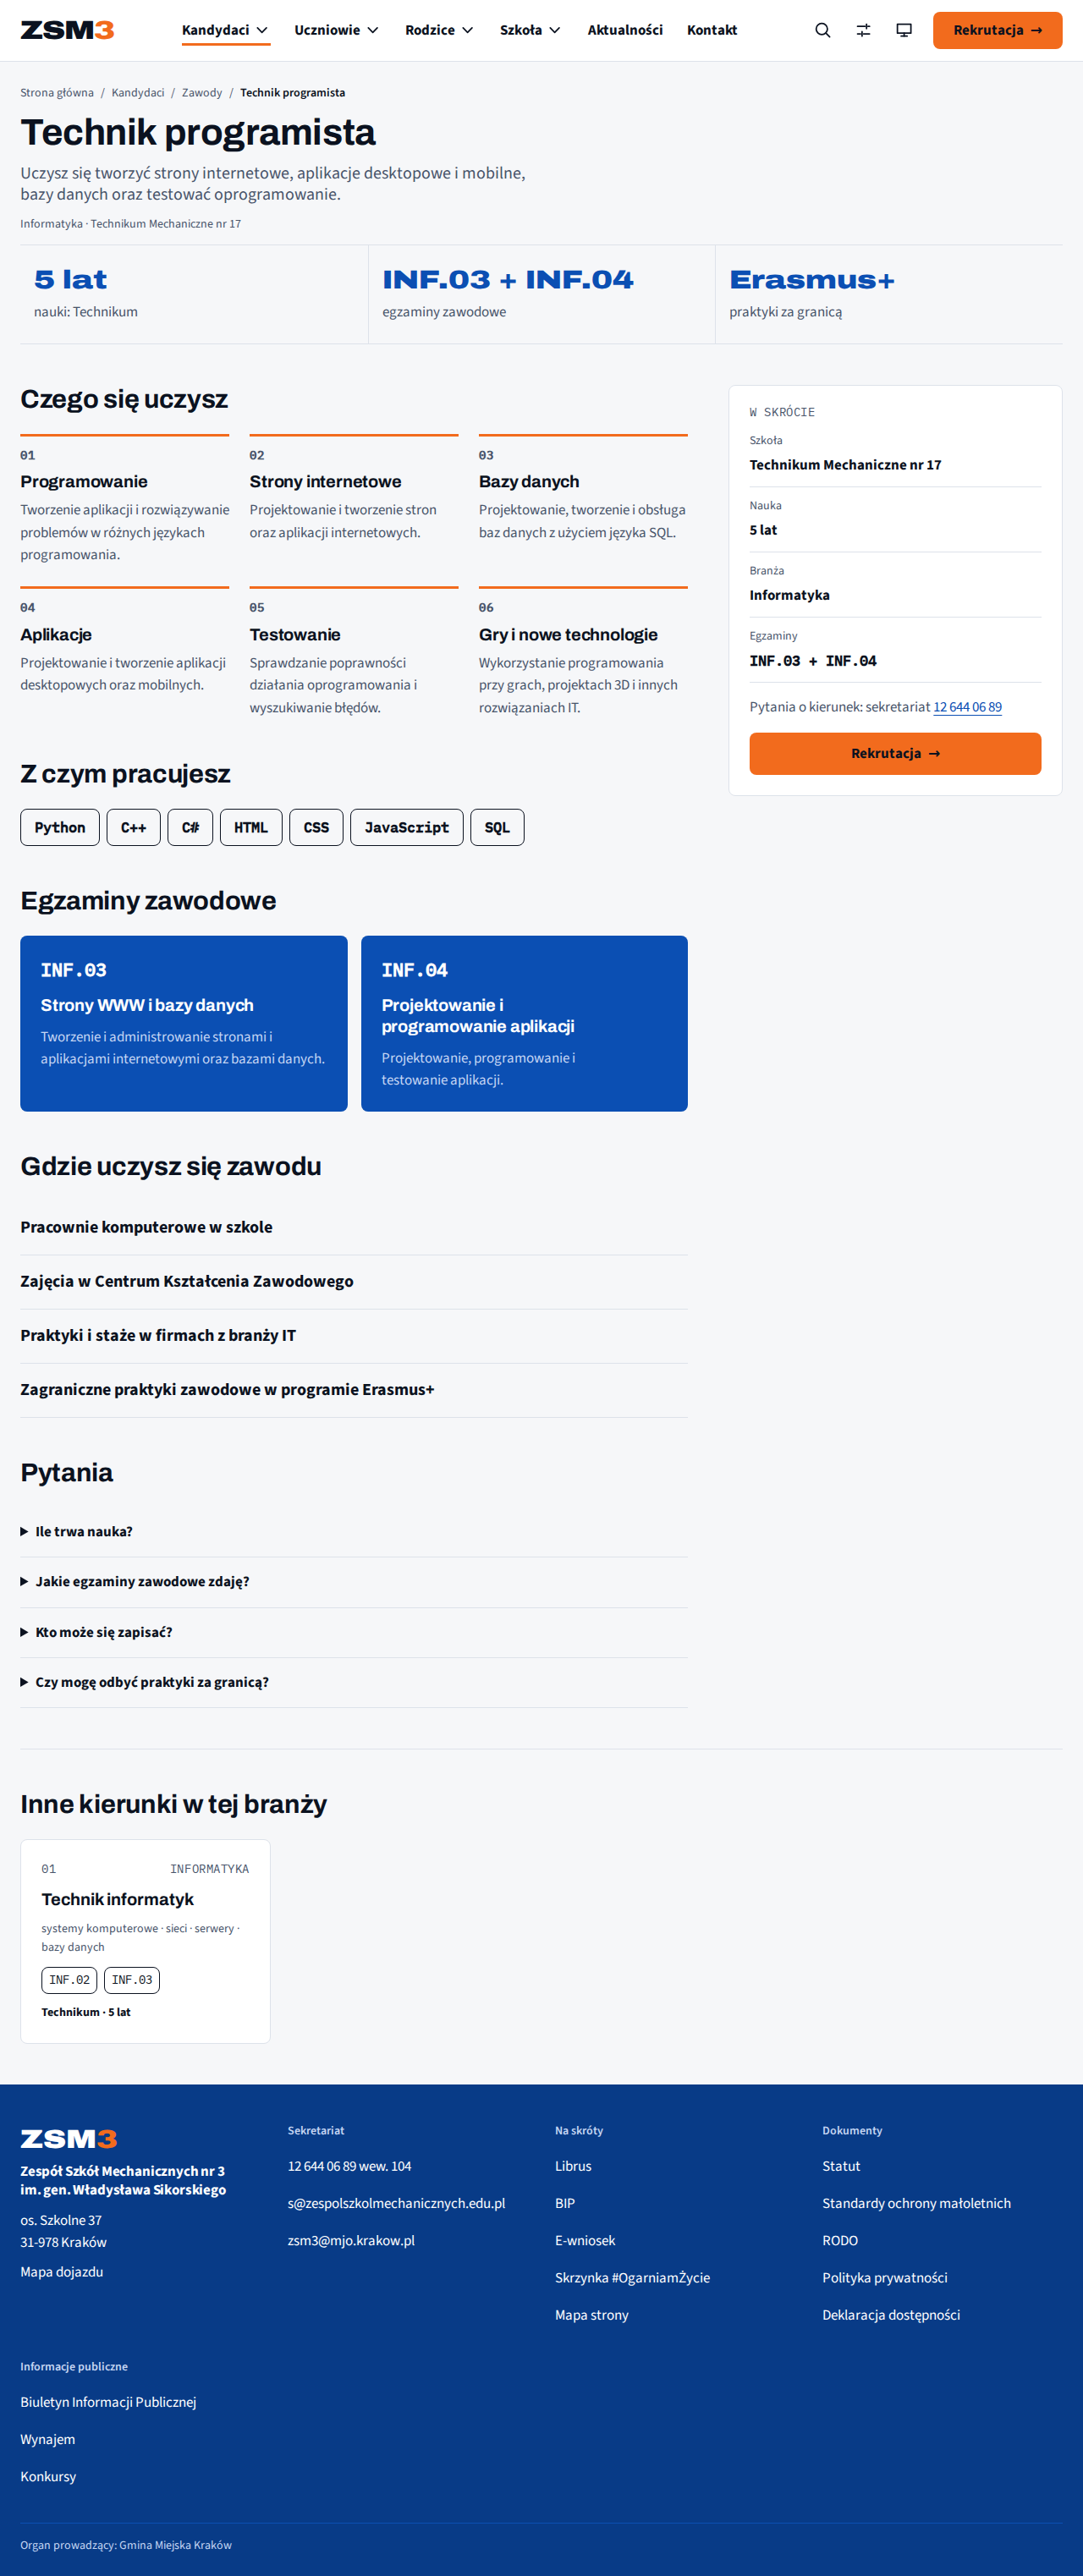 ZSM3
Kandydaci
Uczniowie
Rodzice
Szkoła
Aktualności
Kontakt
Rekrutacja →
Strona główna / Kandydaci / Zawody / Technik programista
Technik programista
Uczysz się tworzyć strony internetowe, aplikacje desktopowe i mobilne,
bazy danych oraz testować oprogramowanie.
Informatyka · Technikum Mechaniczne nr 17
5 lat
nauki: Technikum
INF.03 + INF.04
egzaminy zawodowe
Erasmus+
praktyki za granicą
Czego się uczysz
01
Programowanie
Tworzenie aplikacji i rozwiązywanie
problemów w różnych językach
programowania.
02
Strony internetowe
Projektowanie i tworzenie stron
oraz aplikacji internetowych.
03
Bazy danych
Projektowanie, tworzenie i obsługa
baz danych z użyciem języka SQL.
04
Aplikacje
Projektowanie i tworzenie aplikacji
desktopowych oraz mobilnych.
05
Testowanie
Sprawdzanie poprawności
działania oprogramowania i
wyszukiwanie błędów.
06
Gry i nowe technologie
Wykorzystanie programowania
przy grach, projektach 3D i innych
rozwiązaniach IT.
Z czym pracujesz
Python
C++
C#
HTML
CSS
JavaScript
SQL
Egzaminy zawodowe
INF.03
Strony WWW i bazy danych
Tworzenie i administrowanie stronami i
aplikacjami internetowymi oraz bazami danych.
INF.04
Projektowanie i
programowanie aplikacji
Projektowanie, programowanie i
testowanie aplikacji.
Gdzie uczysz się zawodu
Pracownie komputerowe w szkole
Zajęcia w Centrum Kształcenia Zawodowego
Praktyki i staże w firmach z branży IT
Zagraniczne praktyki zawodowe w programie Erasmus+
Pytania
Ile trwa nauka?
Jakie egzaminy zawodowe zdaję?
Kto może się zapisać?
Czy mogę odbyć praktyki za granicą?
W SKRÓCIE
Szkoła
Technikum Mechaniczne nr 17
Nauka
5 lat
Branża
Informatyka
Egzaminy
INF.03 + INF.04
Pytania o kierunek: sekretariat 12 644 06 89
Rekrutacja →
Inne kierunki w tej branży
01 INFORMATYKA
Technik informatyk
systemy komputerowe · sieci · serwery ·
bazy danych
INF.02
INF.03
Technikum · 5 lat
ZSM3
Zespół Szkół Mechanicznych nr 3
im. gen. Władysława Sikorskiego
os. Szkolne 37
31-978 Kraków
Mapa dojazdu
Sekretariat
12 644 06 89 wew. 104
s@zespolszkolmechanicznych.edu.pl
zsm3@mjo.krakow.pl
Na skróty
Librus
BIP
E-wniosek
Skrzynka #OgarniamŻycie
Mapa strony
Dokumenty
Statut
Standardy ochrony małoletnich
RODO
Polityka prywatności
Deklaracja dostępności
Informacje publiczne
Biuletyn Informacji Publicznej
Wynajem
Konkursy
Organ prowadzący: Gmina Miejska Kraków